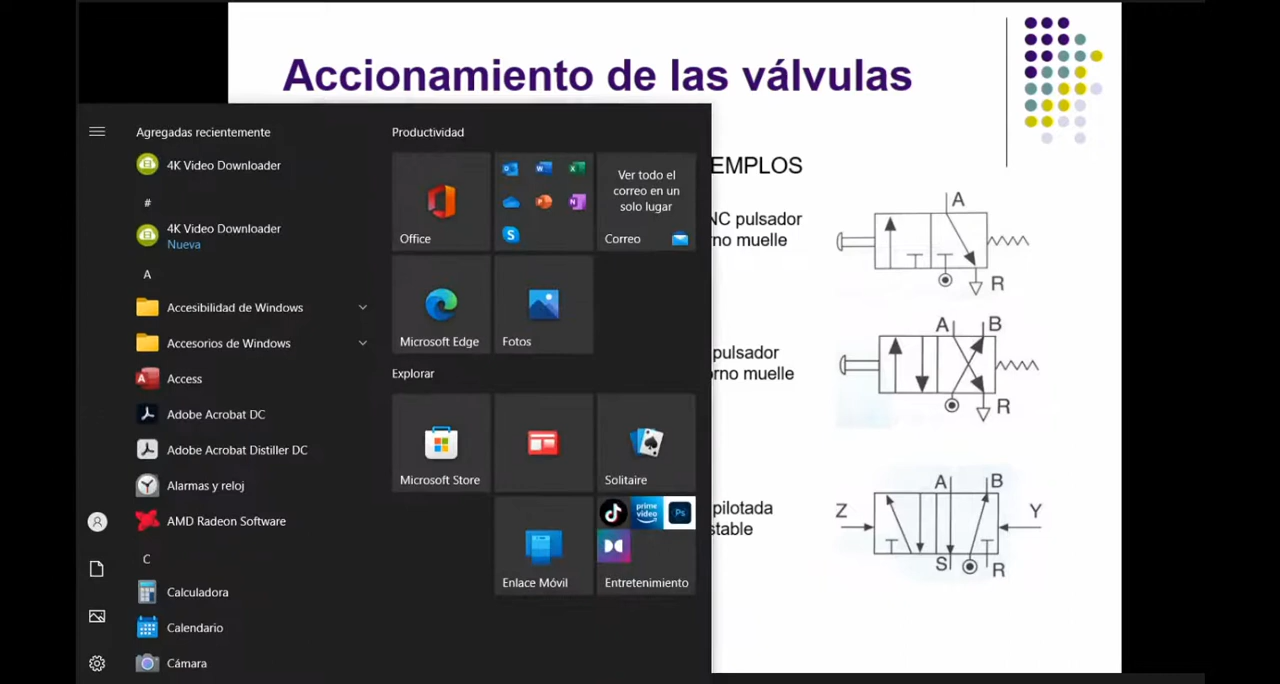 Accionamiento de las válvulas
Agregadas recientemente
4K Video Downloader
#
4K Video Downloader
Nueva
A
Accesibilidad de Windows
Accesorios de Windows
Access
Adobe Acrobat DC
Adobe Acrobat Distiller DC
Alarmas y reloj
AMD Radeon Software
C
Calculadora
Calendario
Cámara
Productividad
Office
Ver todo el
correo en un
solo lugar
Correo
Microsoft Edge
Fotos
Explorar
Microsoft Store
Solitaire
prime
video
Ps
Enlace Móvil
Entretenimiento
EMPLOS
NC pulsador
rno muelle
A
R
pulsador
orno muelle
A B
R
pilotada
stable
A B
Z Y
S R